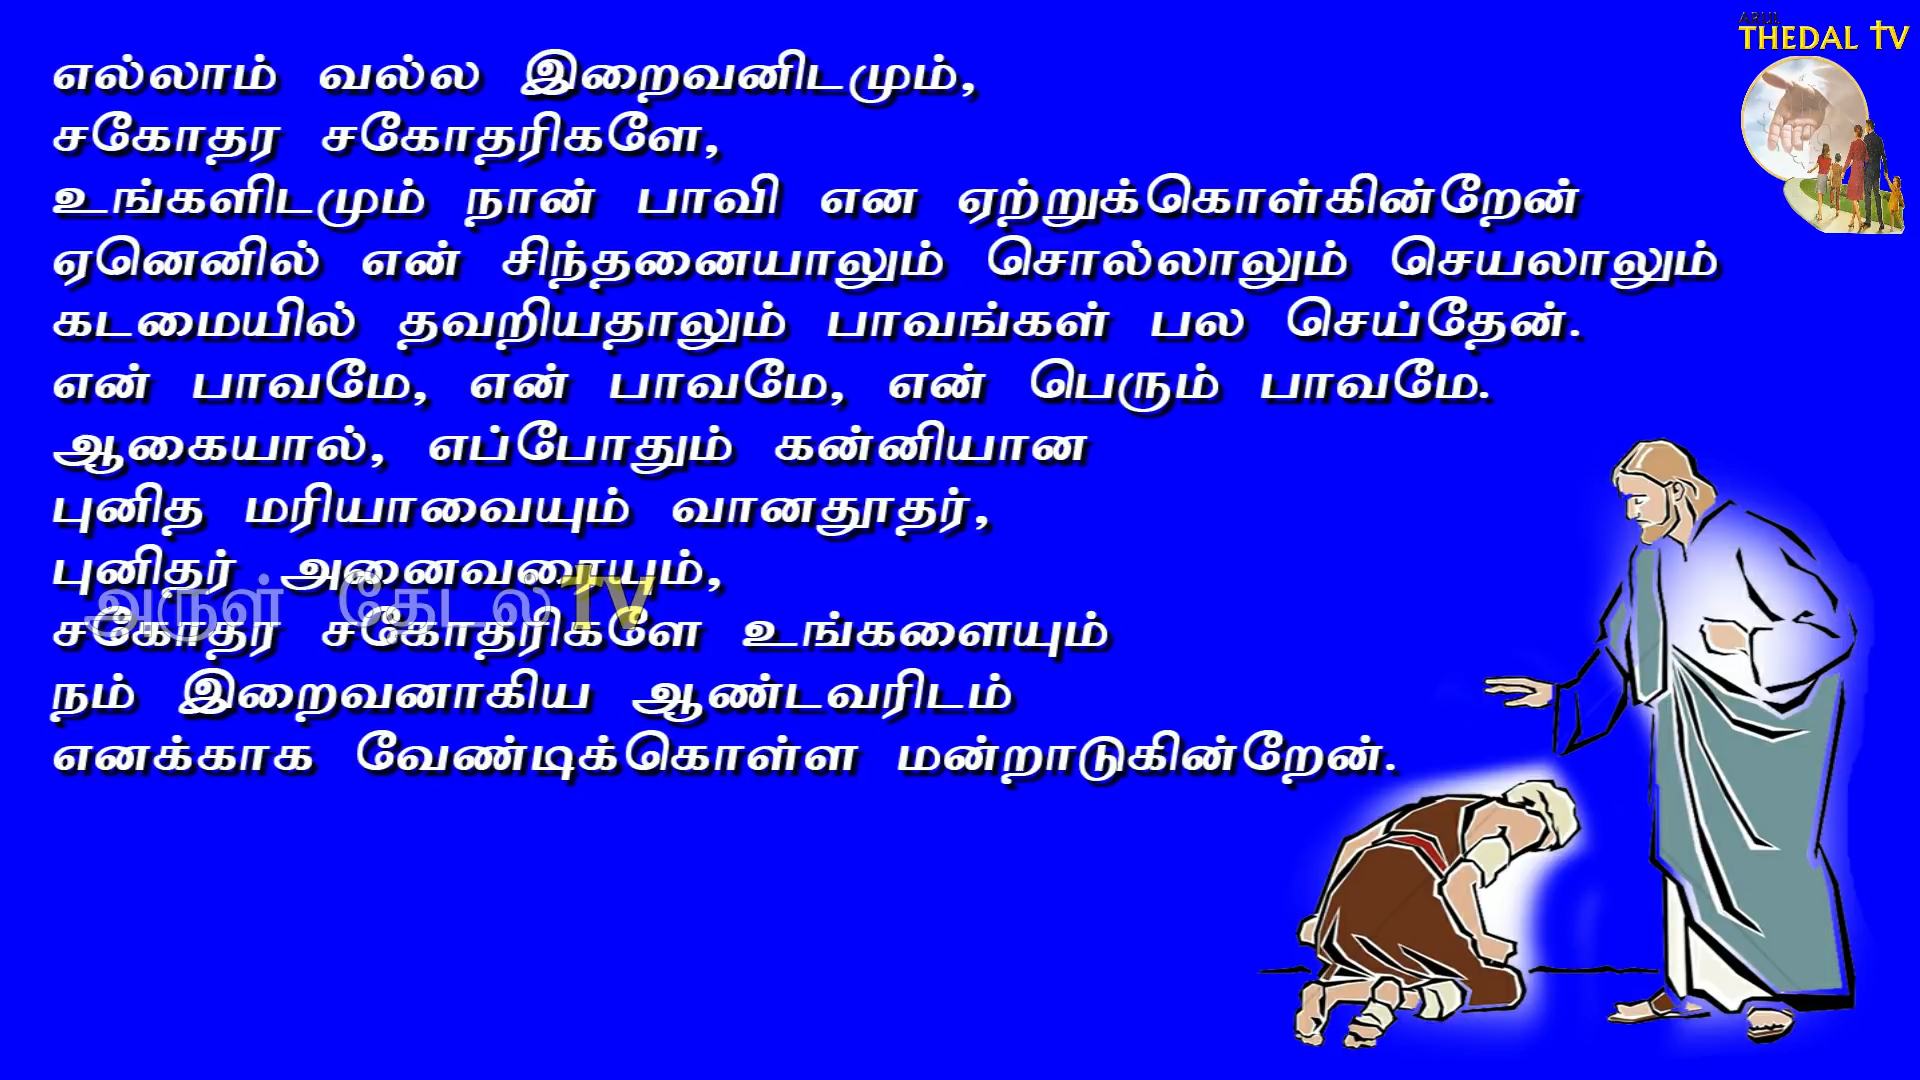 ARUL
THEDAL TV
எல்லாம் வல்ல இறைவனிடமும்,
சகோதர சகோதரிகளே,
உங்களிடமும் நான் பாவி என ஏற்றுக்கொள்கின்றேன்
ஏனெனில் என் சிந்தனையாலும் சொல்லாலும் செயலாலும்
கடமையில் தவறியதாலும் பாவங்கள் பல செய்தேன்.
என் பாவமே, என் பாவமே, என் பெரும் பாவமே.
ஆகையால், எப்போதும் கன்னியான
புனித மரியாவையும் வானதூதர்,
புனிதர் அனைவரையும்,
அருள் தேடல் TV
சகோதர சகோதரிகளே உங்களையும்
நம் இறைவனாகிய ஆண்டவரிடம்
எனக்காக வேண்டிக்கொள்ள மன்றாடுகின்றேன்.